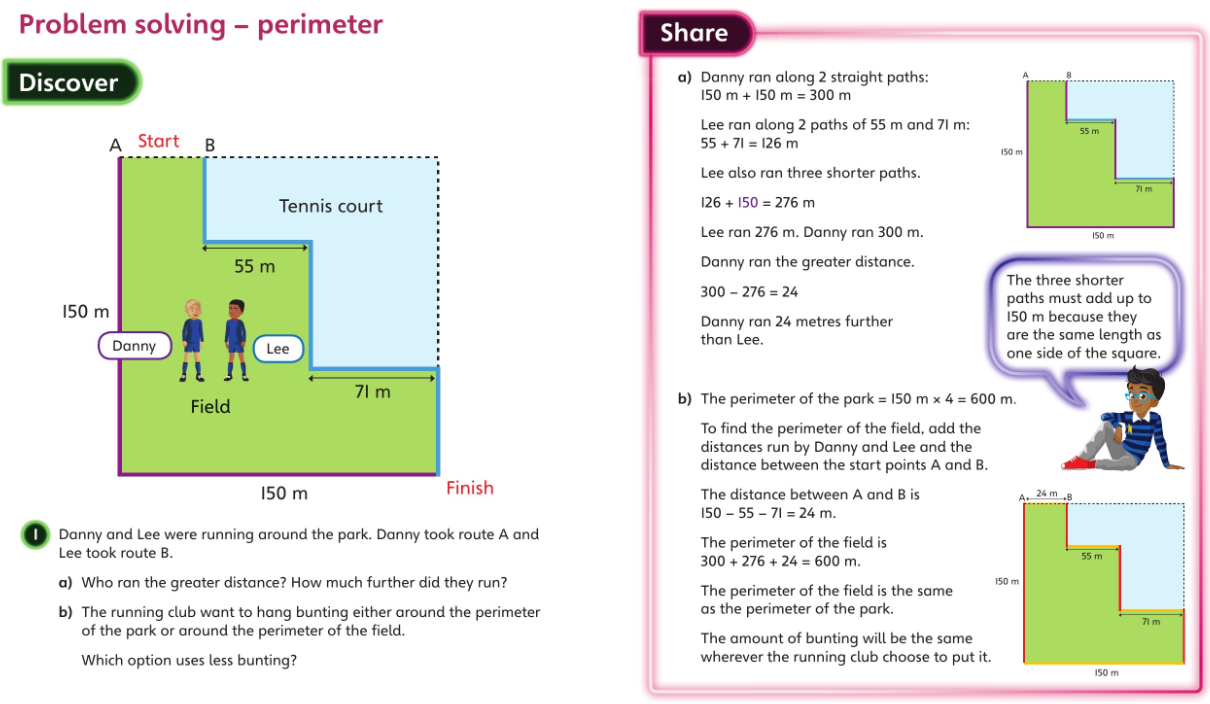 Problem solving – perimeter
Discover
A Start B
Tennis court
55 m
150 m
Danny
Lee
71 m
Field
150 m
Finish
1 Danny and Lee were running around the park. Danny took route A and
Lee took route B.
a) Who ran the greater distance? How much further did they run?
b) The running club want to hang bunting either around the perimeter
of the park or around the perimeter of the field.
Which option uses less bunting?
Share
a) Danny ran along 2 straight paths:
150 m + 150 m = 300 m
Lee ran along 2 paths of 55 m and 71 m:
55 + 71 = 126 m
Lee also ran three shorter paths.
126 + 150 = 276 m
Lee ran 276 m. Danny ran 300 m.
Danny ran the greater distance.
300 – 276 = 24
Danny ran 24 metres further
than Lee.
A B
55 m
150 m
71 m
150 m
The three shorter
paths must add up to
150 m because they
are the same length as
one side of the square.
b) The perimeter of the park = 150 m × 4 = 600 m.
To find the perimeter of the field, add the
distances run by Danny and Lee and the
distance between the start points A and B.
The distance between A and B is
150 – 55 – 71 = 24 m.
The perimeter of the field is
300 + 276 + 24 = 600 m.
The perimeter of the field is the same
as the perimeter of the park.
The amount of bunting will be the same
wherever the running club choose to put it.
A 24 m B
55 m
150 m
71 m
150 m